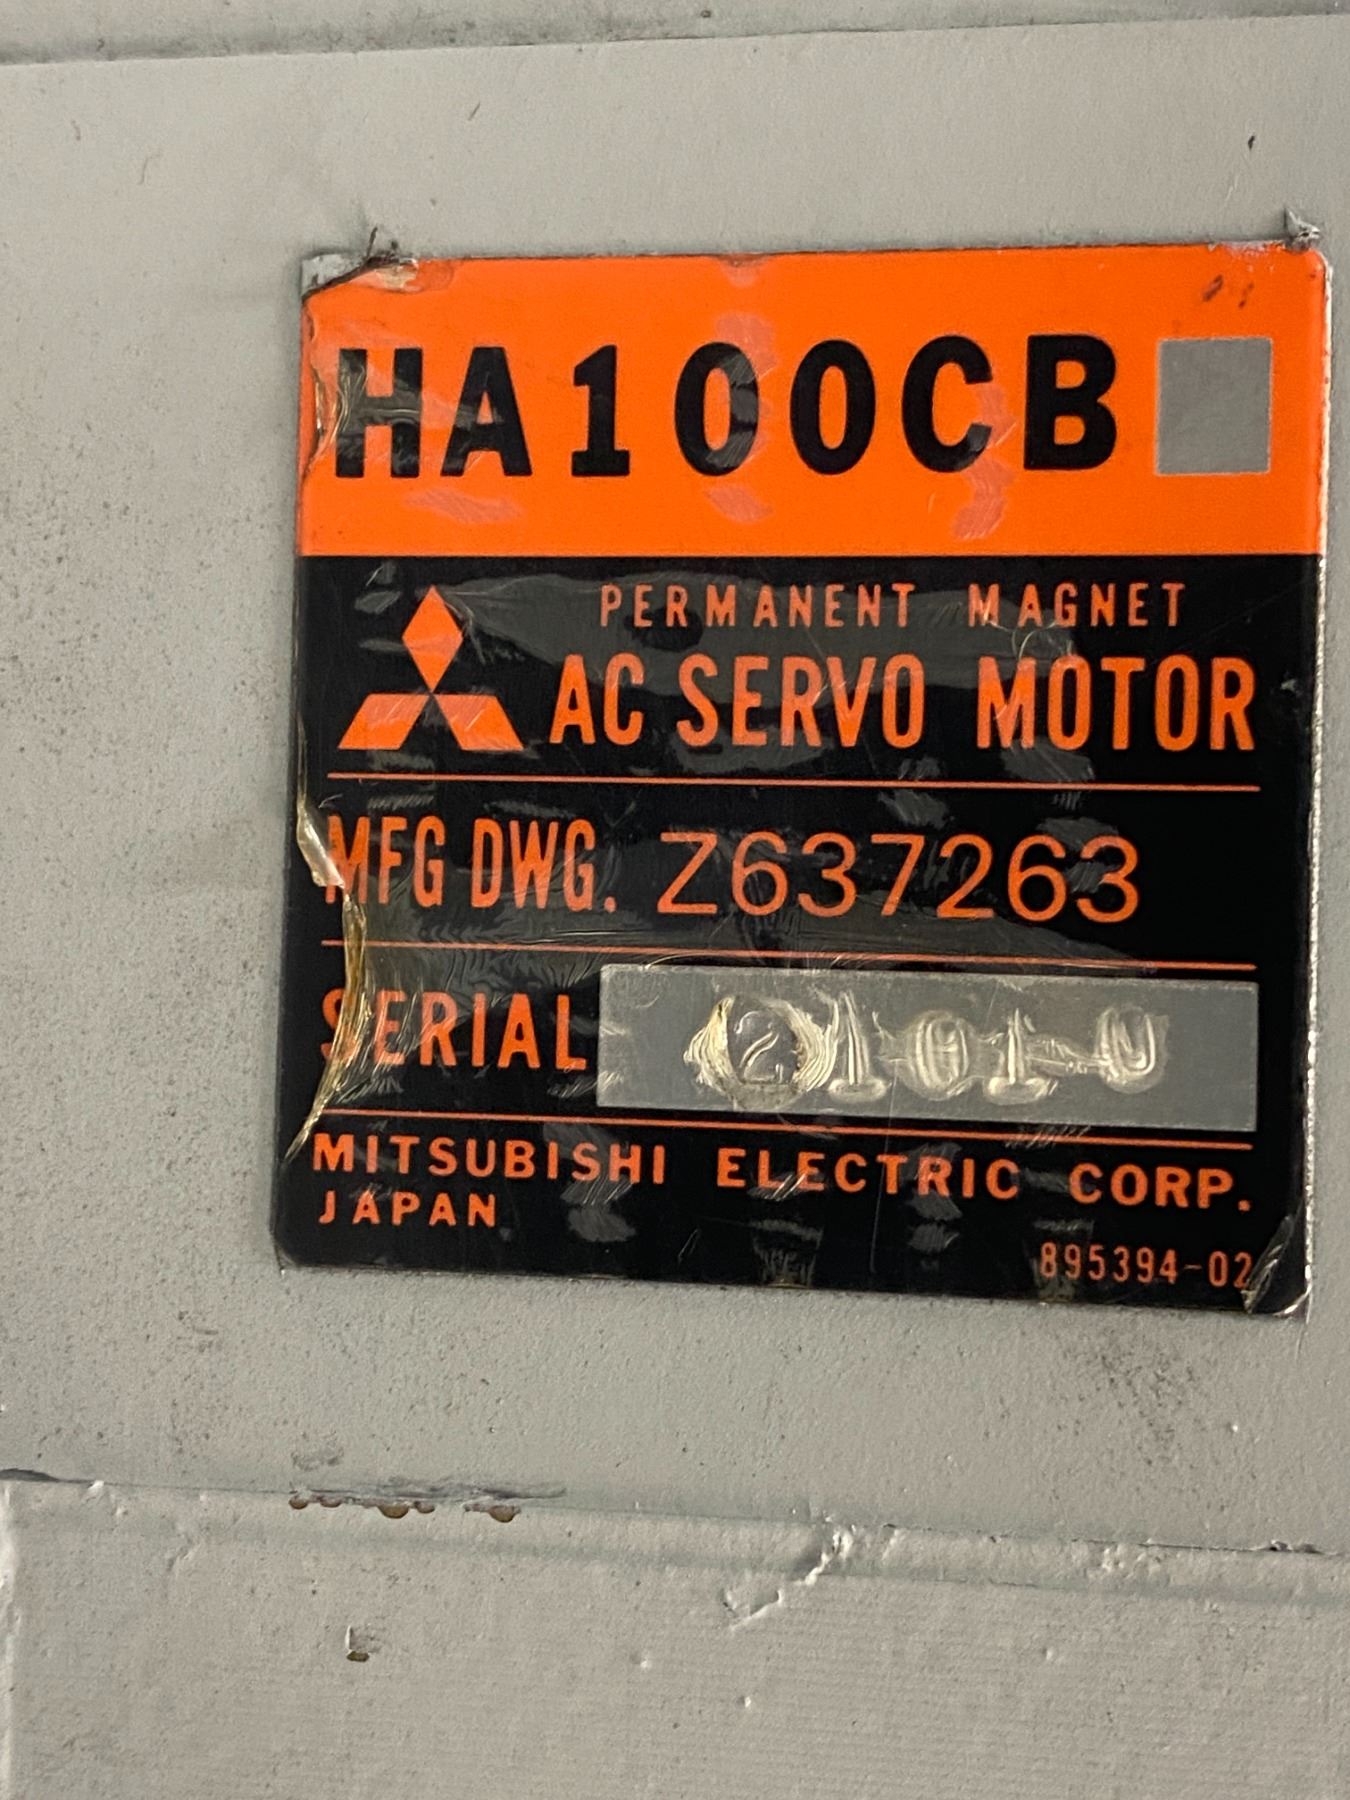 HA100CB
PERMANENT MAGNET
AC SERVO MOTOR
MFG DWG. Z637263
SERIAL
MITSUBISHI ELECTRIC CORP.
JAPAN
895394-02